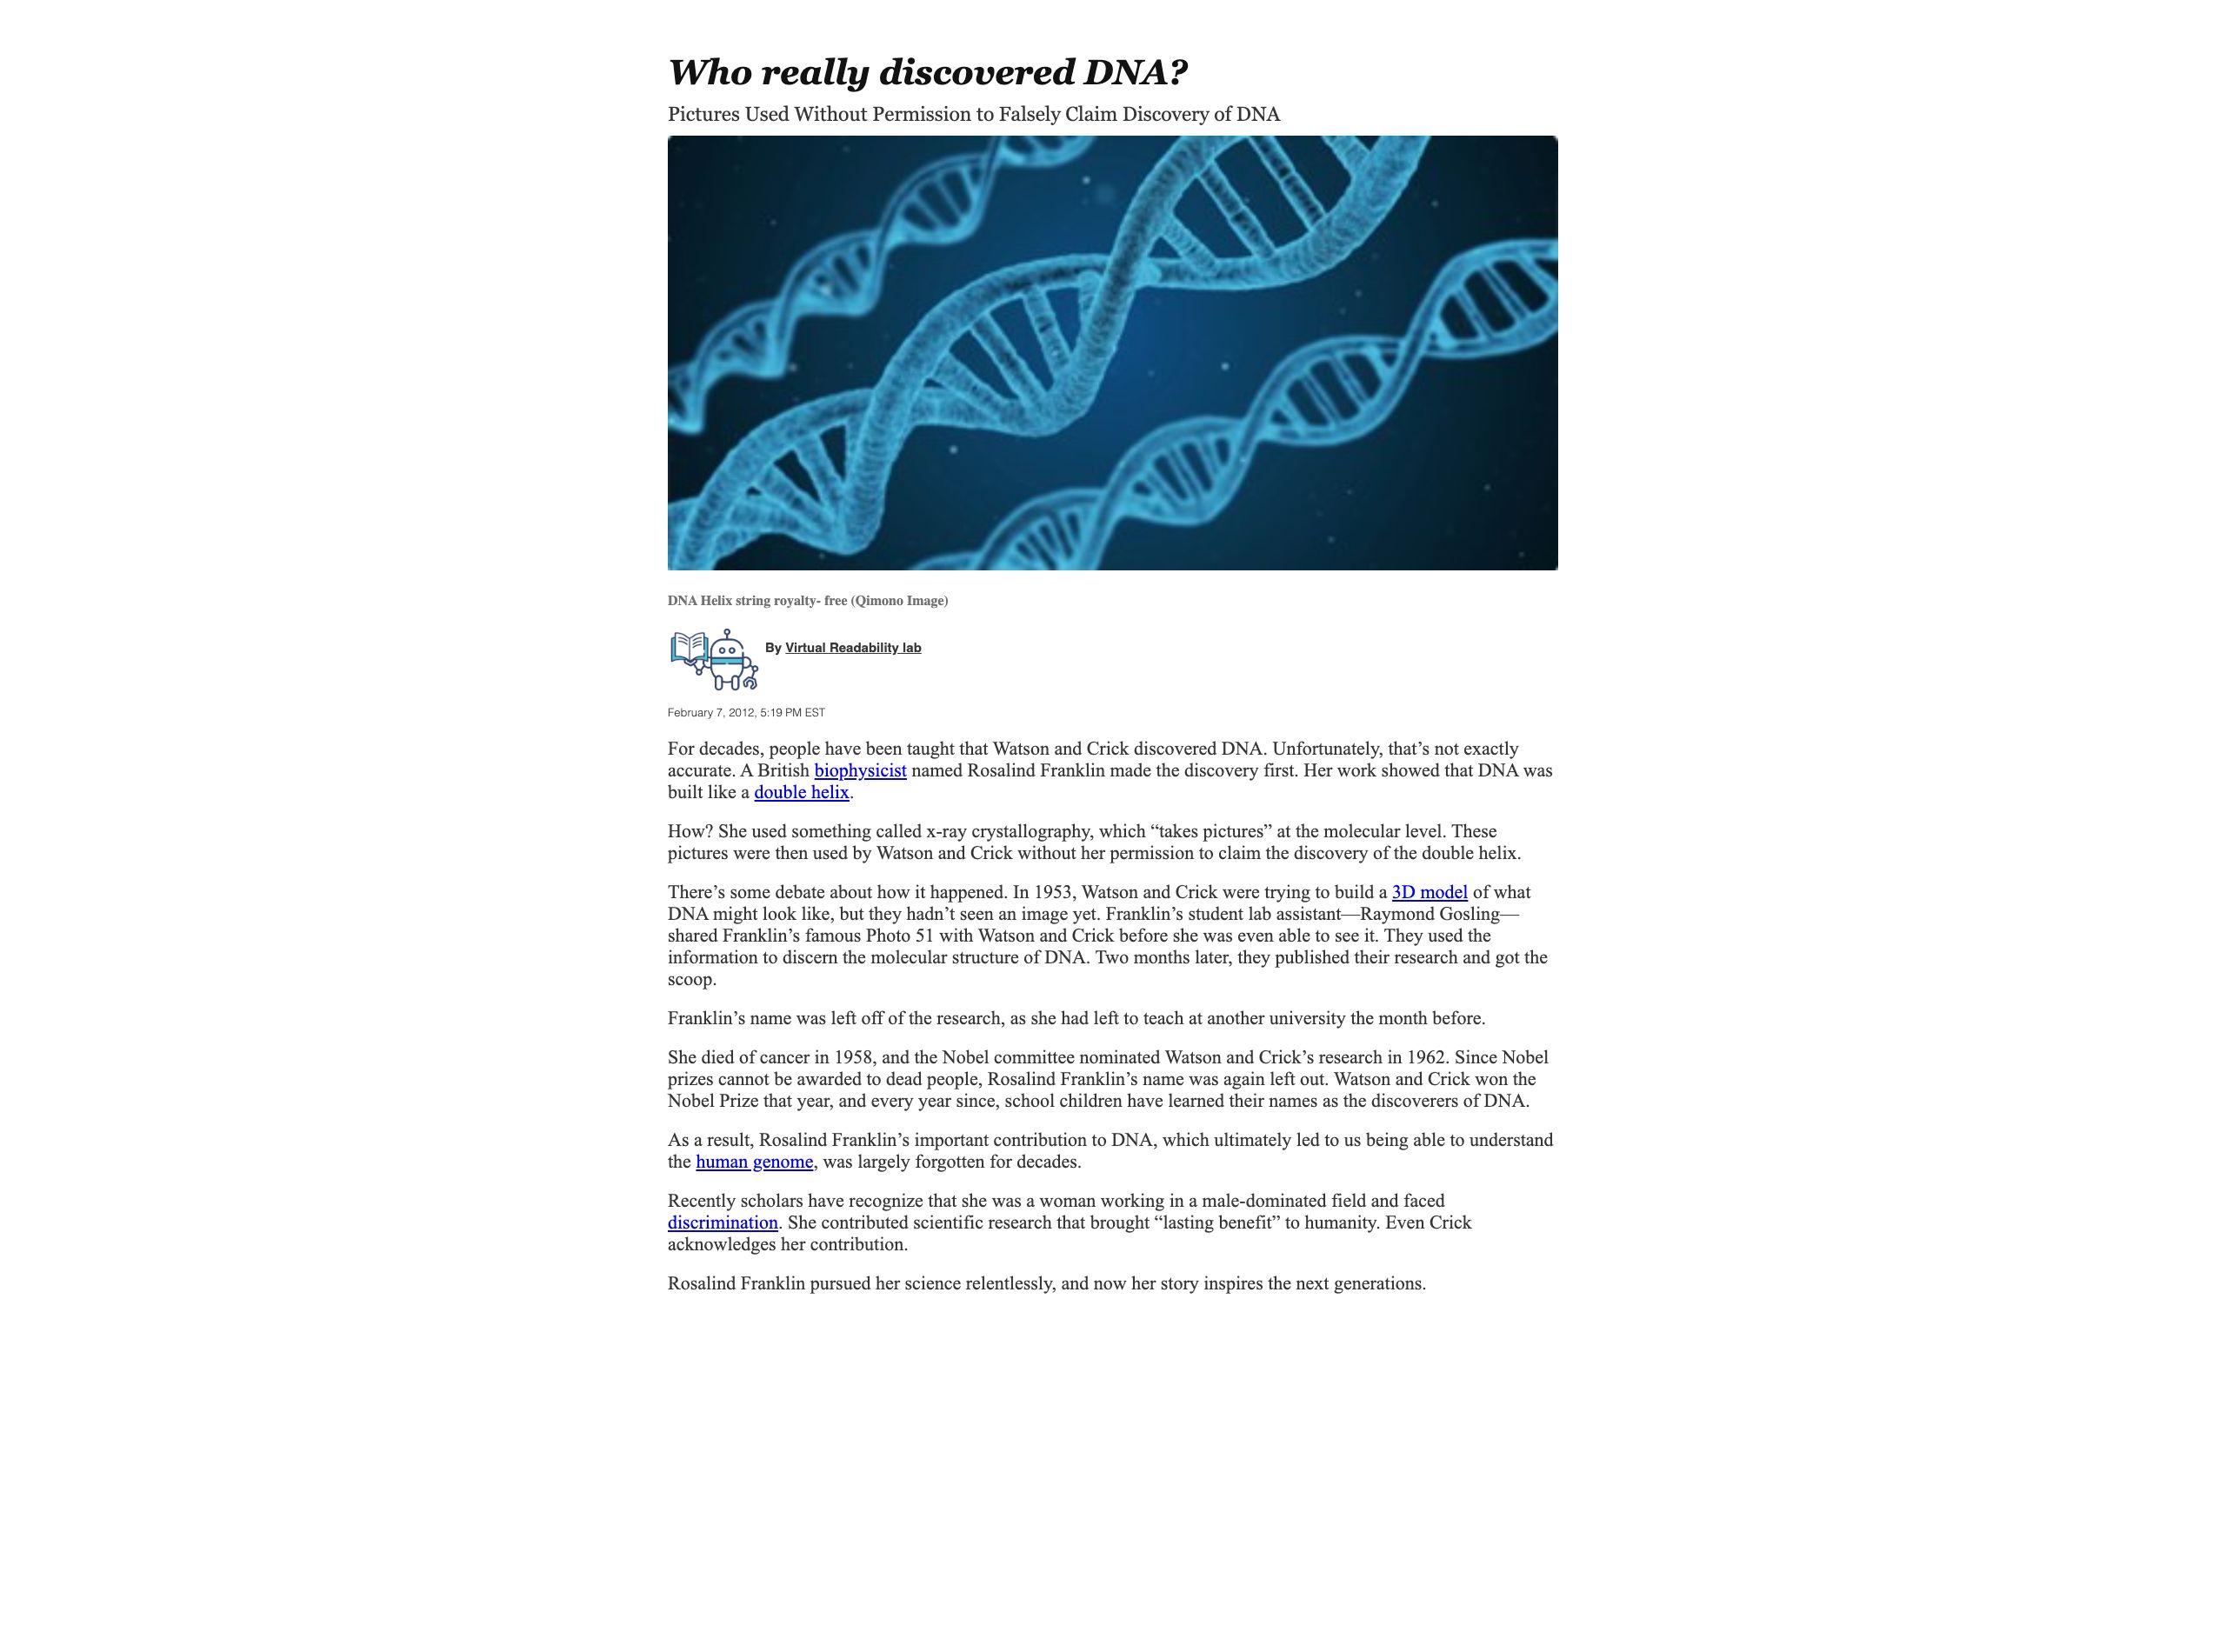 Who really discovered DNA?
Pictures Used Without Permission to Falsely Claim Discovery of DNA
DNA Helix string royalty- free (Qimono Image)
By Virtual Readability lab
February 7, 2012, 5:19 PM EST
For decades, people have been taught that Watson and Crick discovered DNA. Unfortunately, that’s not exactly
accurate. A British biophysicist named Rosalind Franklin made the discovery first. Her work showed that DNA was
built like a double helix.
How? She used something called x-ray crystallography, which “takes pictures” at the molecular level. These
pictures were then used by Watson and Crick without her permission to claim the discovery of the double helix.
There’s some debate about how it happened. In 1953, Watson and Crick were trying to build a 3D model of what
DNA might look like, but they hadn’t seen an image yet. Franklin’s student lab assistant—Raymond Gosling—
shared Franklin’s famous Photo 51 with Watson and Crick before she was even able to see it. They used the
information to discern the molecular structure of DNA. Two months later, they published their research and got the
scoop.
Franklin’s name was left off of the research, as she had left to teach at another university the month before.
She died of cancer in 1958, and the Nobel committee nominated Watson and Crick’s research in 1962. Since Nobel
prizes cannot be awarded to dead people, Rosalind Franklin’s name was again left out. Watson and Crick won the
Nobel Prize that year, and every year since, school children have learned their names as the discoverers of DNA.
As a result, Rosalind Franklin’s important contribution to DNA, which ultimately led to us being able to understand
the human genome, was largely forgotten for decades.
Recently scholars have recognize that she was a woman working in a male-dominated field and faced
discrimination. She contributed scientific research that brought “lasting benefit” to humanity. Even Crick
acknowledges her contribution.
Rosalind Franklin pursued her science relentlessly, and now her story inspires the next generations.